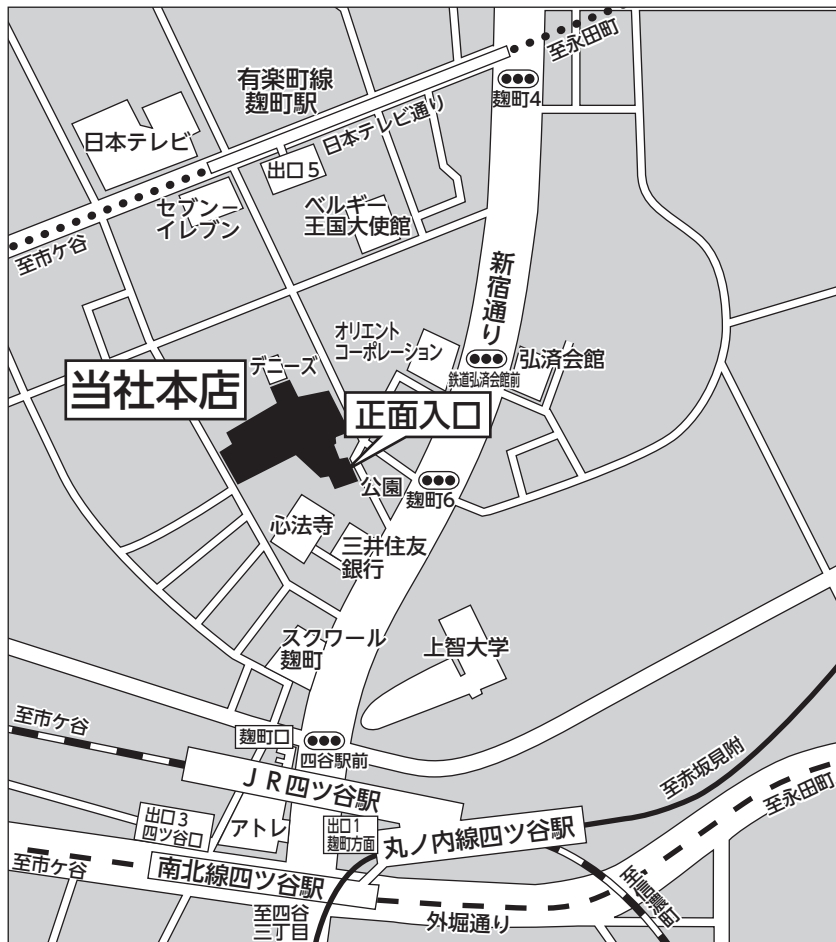 至永田町
有楽町線
麹町駅
麹町4
日本テレビ
日本テレビ通り
出口5
セブン－
イレブン
ベルギー
王国大使館
至市ケ谷
新宿通り
オリエント
コーポレーション
弘済会館
鉄道弘済会館前
デニーズ
当社本店
正面入口
公園
麹町6
心法寺
三井住友
銀行
スクワール
麹町
上智大学
至市ケ谷
麹町口
四谷駅前
JR四ツ谷駅
至赤坂見附
至永田町
出口3
四ツ谷口
アトレ
出口1
麹町方面
丸ノ内線四ツ谷駅
至市ケ谷
南北線四ツ谷駅
至信濃町
至四谷
三丁目
外堀通り